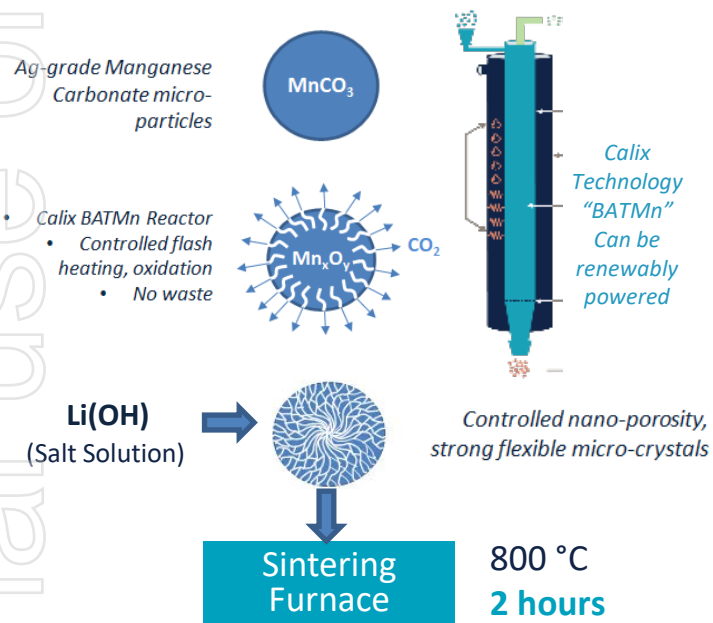 Ag-grade Manganese
Carbonate micro-
particles
MnCO3
• Calix BATMn Reactor
• Controlled flash
heating, oxidation
• No waste
MnxOy
CO2
Calix
Technology
“BATMn”
Can be
renewably
powered
Li(OH)
(Salt Solution)
Controlled nano-porosity,
strong flexible micro-crystals
Sintering
Furnace
800 °C
2 hours